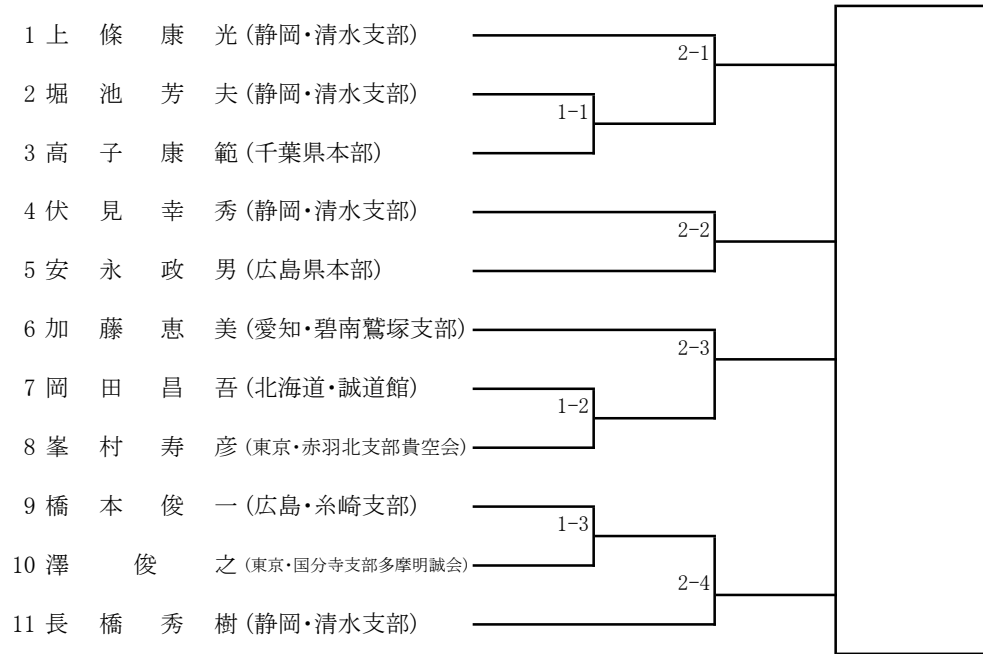 1 上 條 康 光 (静岡・清水支部)
2-1
2 堀 池 芳 夫 (静岡・清水支部)
1-1
3 高 子 康 範 (千葉県本部)
4 伏 見 幸 秀 (静岡・清水支部)
2-2
5 安 永 政 男 (広島県本部)
6 加 藤 恵 美 (愛知・碧南鷲塚支部)
2-3
7 岡 田 昌 吾 (北海道・誠道館)
1-2
8 峯 村 寿 彦 (東京・赤羽北支部貴空会)
9 橋 本 俊 一 (広島・糸崎支部)
1-3
10 澤 俊 之 (東京・国分寺支部多摩明誠会)
2-4
11 長 橋 秀 樹 (静岡・清水支部)